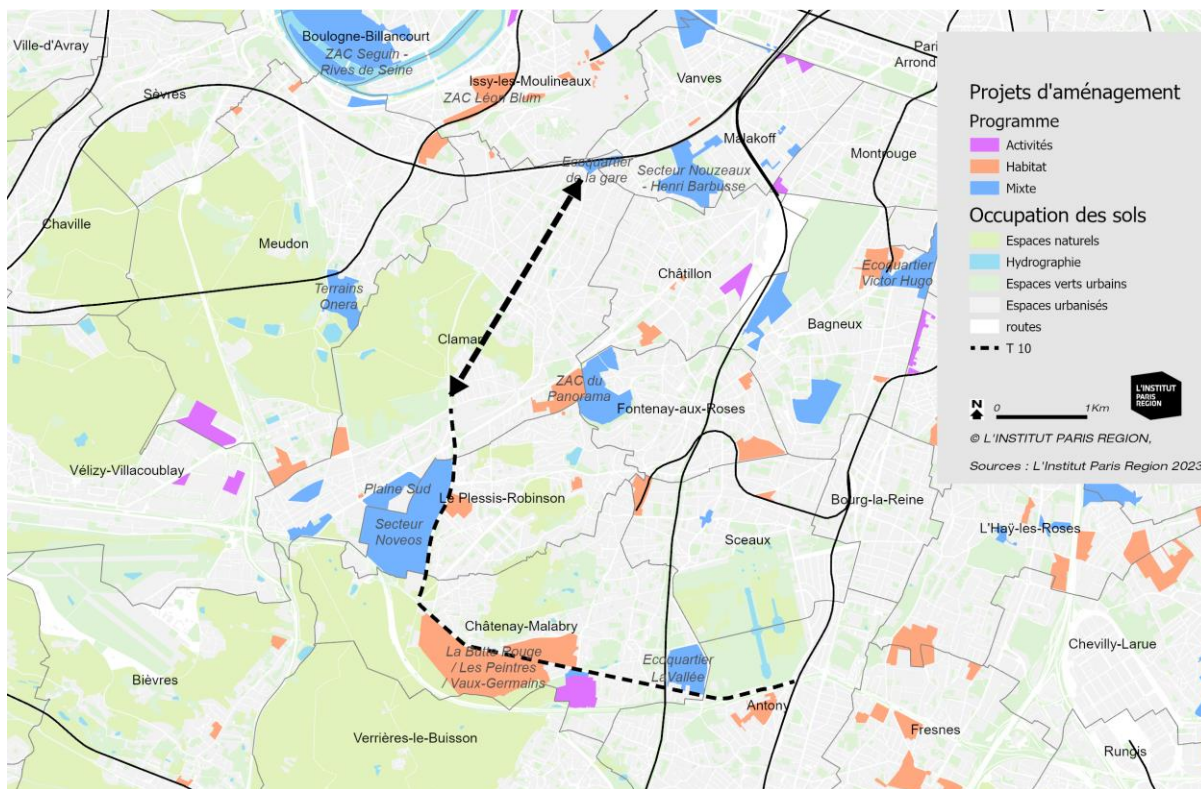 Ville-d'Avray
Boulogne-Billancourt
ZAC Seguin -
Rives de Seine
Issy-les-Moulineaux
ZAC Léon Blum
Vanves
Sèvres
Malakoff
Montrouge
Ecoquartier
de la gare
Secteur Nouzeaux
- Henri Barbusse
Chaville
Meudon
Châtillon
Ecoquartier
Victor Hugo
Terrains
Onera
Bagneux
Clamart
ZAC du
Panorama
Fontenay-aux-Roses
Vélizy-Villacoublay
Plaine Sud
Le Plessis-Robinson
Bourg-la-Reine
Secteur
Noveos
Sceaux
L'Haÿ-les-Roses
Châtenay-Malabry
La Butte Rouge
/ Les Peintres
/ Vaux-Germains
Ecoquartier
LaVallée
Chevilly-Larue
Bièvres
Antony
Fresnes
Verrières-le-Buisson
Rungis
Projets d'aménagement
Programme
Activités
Habitat
Mixte
Occupation des sols
Espaces naturels
Hydrographie
Espaces verts urbains
Espaces urbanisés
routes
T 10
N
0 1Km
L'INSTITUT
PARIS
REGION
© L'INSTITUT PARIS REGION,
Sources : L'Institut Paris Region 2023